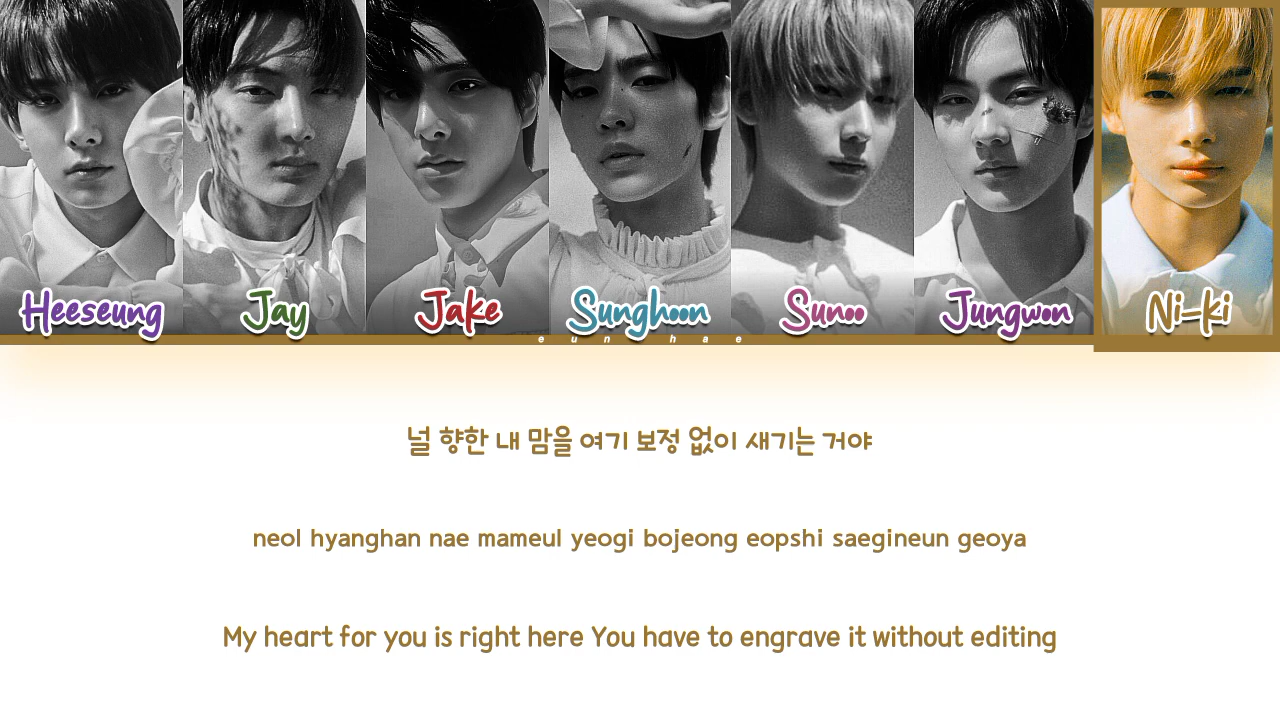 Heeseung Jay Jake Sunghoon Sunoo Jungwon Ni-ki
eun hae
널 향한 내 맘을 여기 보정 없이 새기는 거야
neol hyanghan nae mameul yeogi bojeong eopshi saegineun geoya
My heart for you is right here You have to engrave it without editing